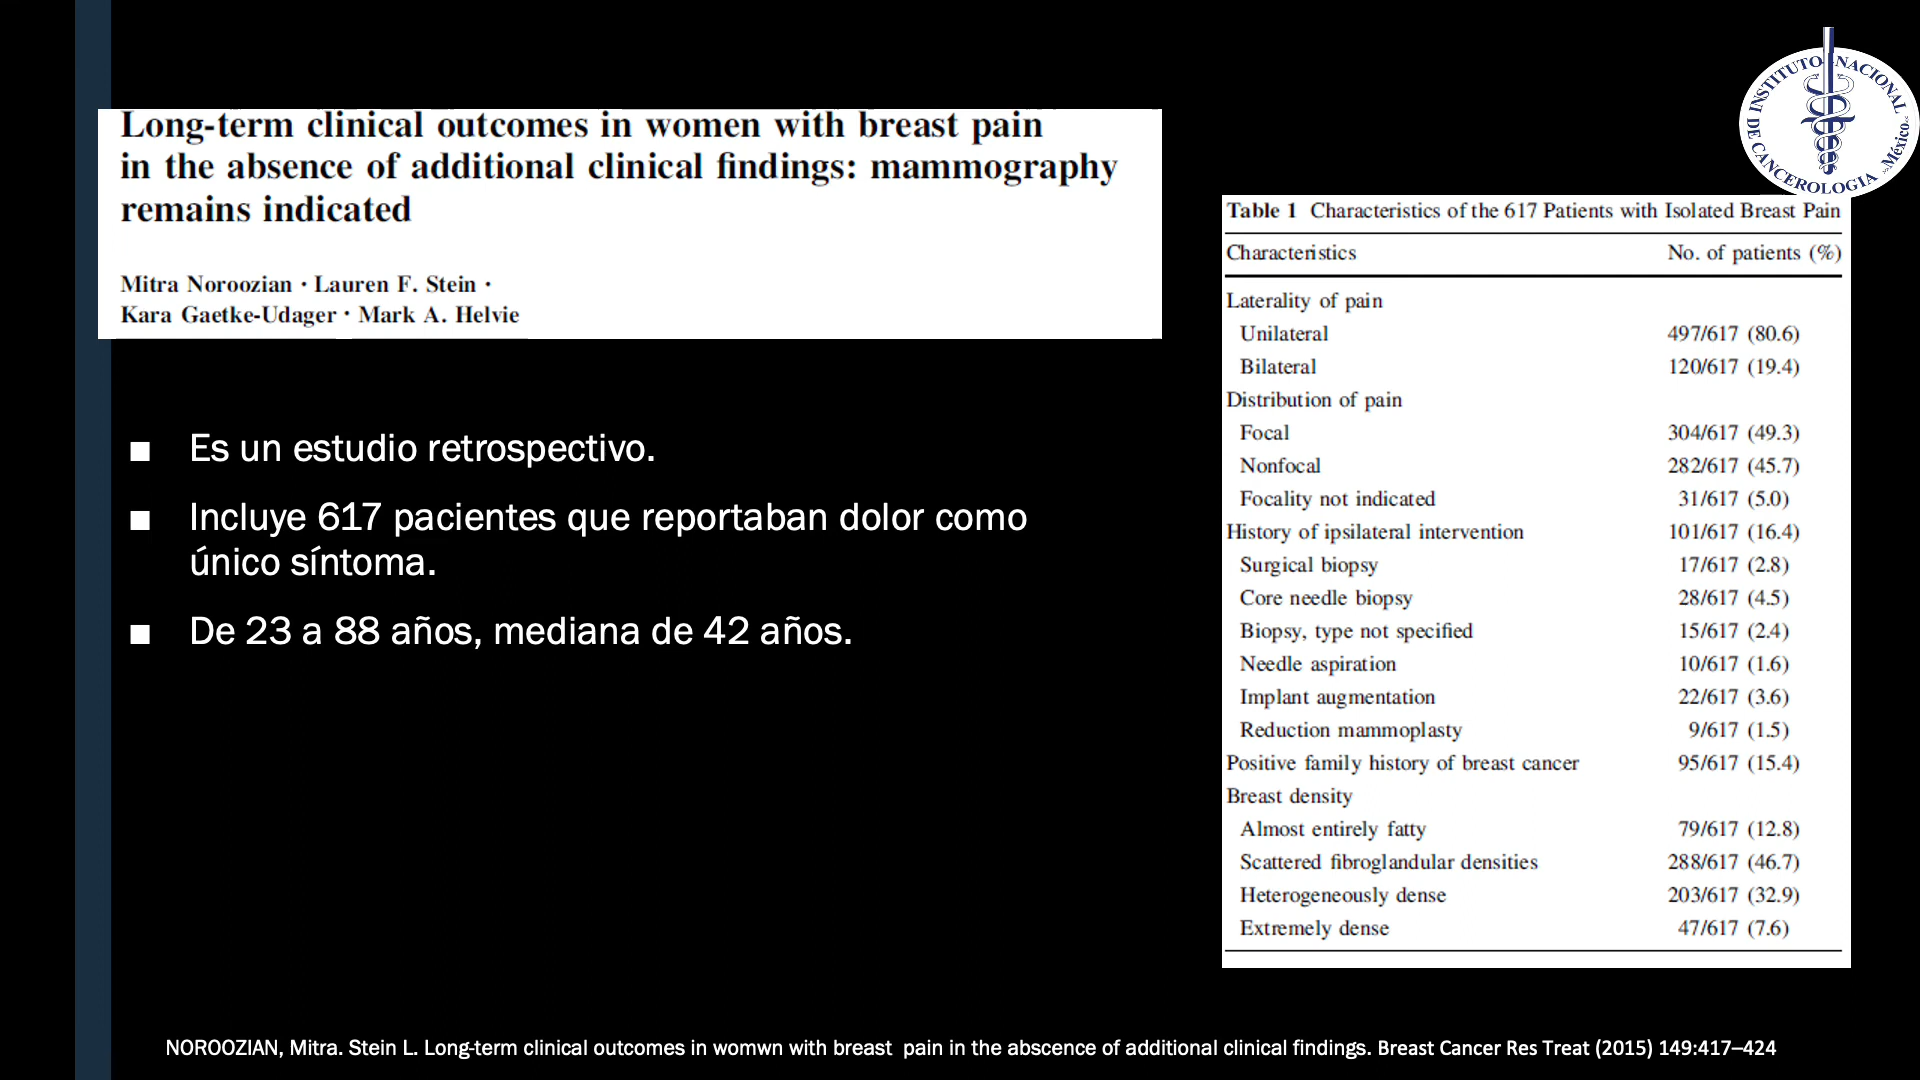 Long-term clinical outcomes in women with breast pain
in the absence of additional clinical findings: mammography
remains indicated
Mitra Noroozian · Lauren F. Stein ·
Kara Gaetke-Udager · Mark A. Helvie
■ Es un estudio retrospectivo.
■ Incluye 617 pacientes que reportaban dolor como
único síntoma.
■ De 23 a 88 años, mediana de 42 años.
INSTITUTO NACIONAL
DE CANCEROLOGIA
México
Table 1 Characteristics of the 617 Patients with Isolated Breast Pain
Characteristics No. of patients (%)
Laterality of pain
Unilateral 497/617 (80.6)
Bilateral 120/617 (19.4)
Distribution of pain
Focal 304/617 (49.3)
Nonfocal 282/617 (45.7)
Focality not indicated 31/617 (5.0)
History of ipsilateral intervention 101/617 (16.4)
Surgical biopsy 17/617 (2.8)
Core needle biopsy 28/617 (4.5)
Biopsy, type not specified 15/617 (2.4)
Needle aspiration 10/617 (1.6)
Implant augmentation 22/617 (3.6)
Reduction mammoplasty 9/617 (1.5)
Positive family history of breast cancer 95/617 (15.4)
Breast density
Almost entirely fatty 79/617 (12.8)
Scattered fibroglandular densities 288/617 (46.7)
Heterogeneously dense 203/617 (32.9)
Extremely dense 47/617 (7.6)
NOROOZIAN, Mitra. Stein L. Long-term clinical outcomes in womwn with breast pain in the abscence of additional clinical findings. Breast Cancer Res Treat (2015) 149:417–424